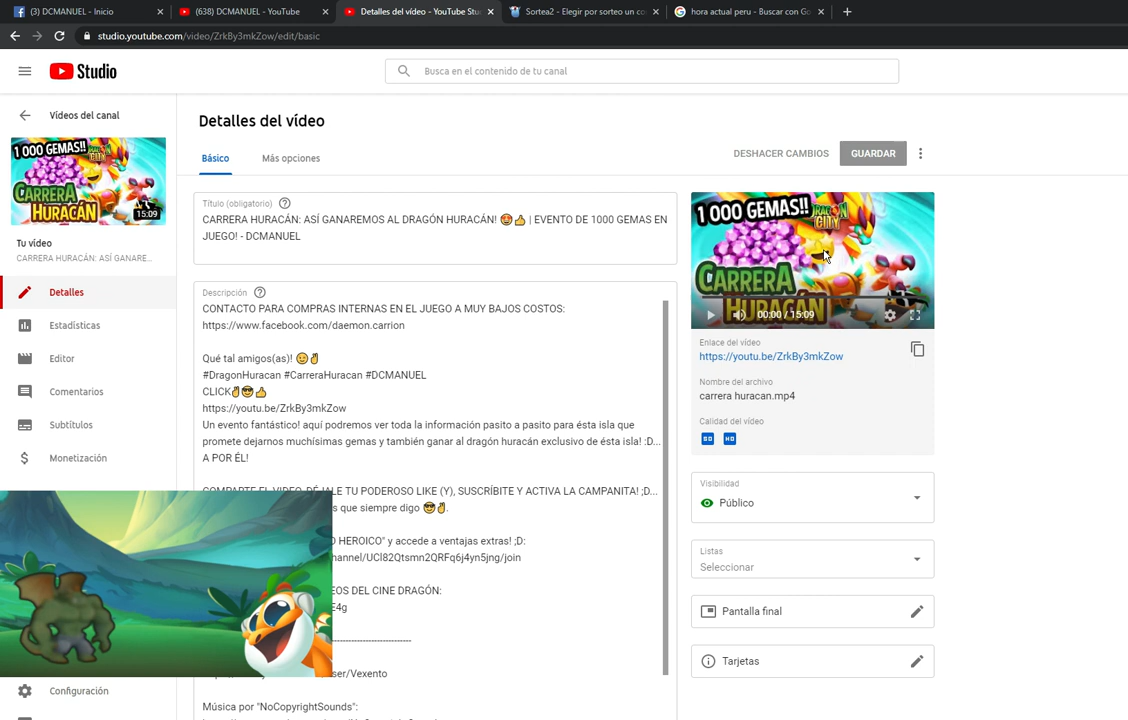 (3) DCMANUEL - Inicio
(638) DCMANUEL - YouTube
Detalles del vídeo - YouTube Stu
Sortea2 - Elegir por sorteo un co
hora actual peru - Buscar con Go
studio.youtube.com/video/ZrkBy3mkZow/edit/basic
Studio
Busca en el contenido de tu canal
Vídeos del canal
1 000 GEMAS!!
CARRERA
HURACÁN
15:09
Tu vídeo
CARRERA HURACÁN: ASÍ GANARE...
Detalles
Estadísticas
Editor
Comentarios
Subtítulos
Monetización
Configuración
Detalles del vídeo
Básico
Más opciones
DESHACER CAMBIOS
GUARDAR
Título (obligatorio)
CARRERA HURACÁN: ASÍ GANAREMOS AL DRAGÓN HURACÁN! 😍👍 | EVENTO DE 1000 GEMAS EN
JUEGO! - DCMANUEL
Descripción
CONTACTO PARA COMPRAS INTERNAS EN EL JUEGO A MUY BAJOS COSTOS:
https://www.facebook.com/daemon.carrion
Qué tal amigos(as)! 😉✌
#DragonHuracan #CarreraHuracan #DCMANUEL
CLICK✌😎👍
https://youtu.be/ZrkBy3mkZow
Un evento fantástico! aquí podremos ver toda la información pasito a pasito para ésta isla que
promete dejarnos muchísimas gemas y también ganar al dragón huracán exclusivo de ésta isla! :D...
A POR ÉL!
COMPARTE EL VIDEO, DÉJALE TU PODEROSO LIKE (Y), SUSCRÍBITE Y ACTIVA LA CAMPANITA! ;D...
s que siempre digo 😎✌.
O HEROICO" y accede a ventajas extras! ;D:
hannel/UCl82Qtsmn2QRFq6j4yn5jng/join
EOS DEL CINE DRAGÓN:
E4g
ser/Vexento
Música por "NoCopyrightSounds":
1 000 GEMAS!!
DRAGON
CITY
CARRERA
HURACÁN
00:00 / 15:09
Enlace del vídeo
https://youtu.be/ZrkBy3mkZow
Nombre del archivo
carrera huracan.mp4
Calidad del vídeo
SD HD
Visibilidad
Público
Listas
Seleccionar
Pantalla final
Tarjetas